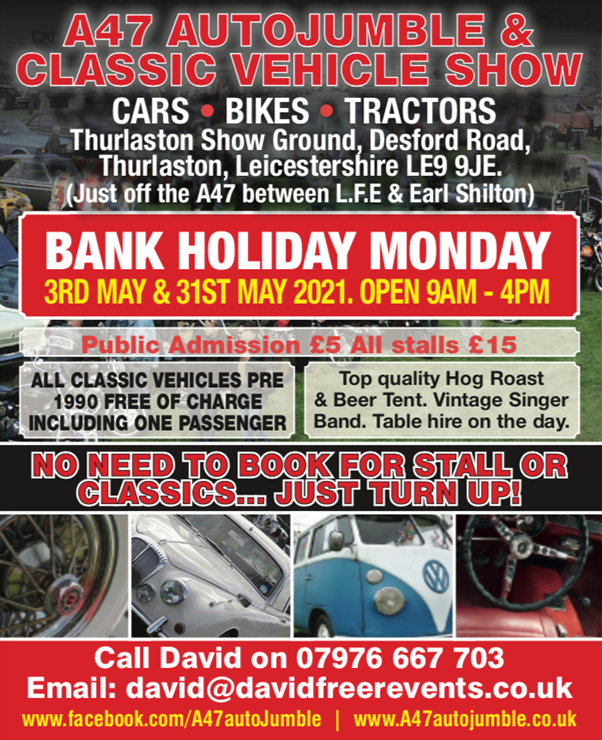 A47 AUTOJUMBLE &
CLASSIC VEHICLE SHOW
CARS • BIKES • TRACTORS
Thurlaston Show Ground, Desford Road,
Thurlaston, Leicestershire LE9 9JE.
(Just off the A47 between L.F.E & Earl Shilton)
BANK HOLIDAY MONDAY
3RD MAY & 31ST MAY 2021. OPEN 9AM - 4PM
Public Admission £5 All stalls £15
ALL CLASSIC VEHICLES PRE
1990 FREE OF CHARGE
INCLUDING ONE PASSENGER
Top quality Hog Roast
& Beer Tent. Vintage Singer
Band. Table hire on the day.
NO NEED TO BOOK FOR STALL OR
CLASSICS... JUST TURN UP!
Call David on 07976 667 703
Email: david@davidfreerevents.co.uk
www.facebook.com/A47autoJumble | www.A47autojumble.co.uk